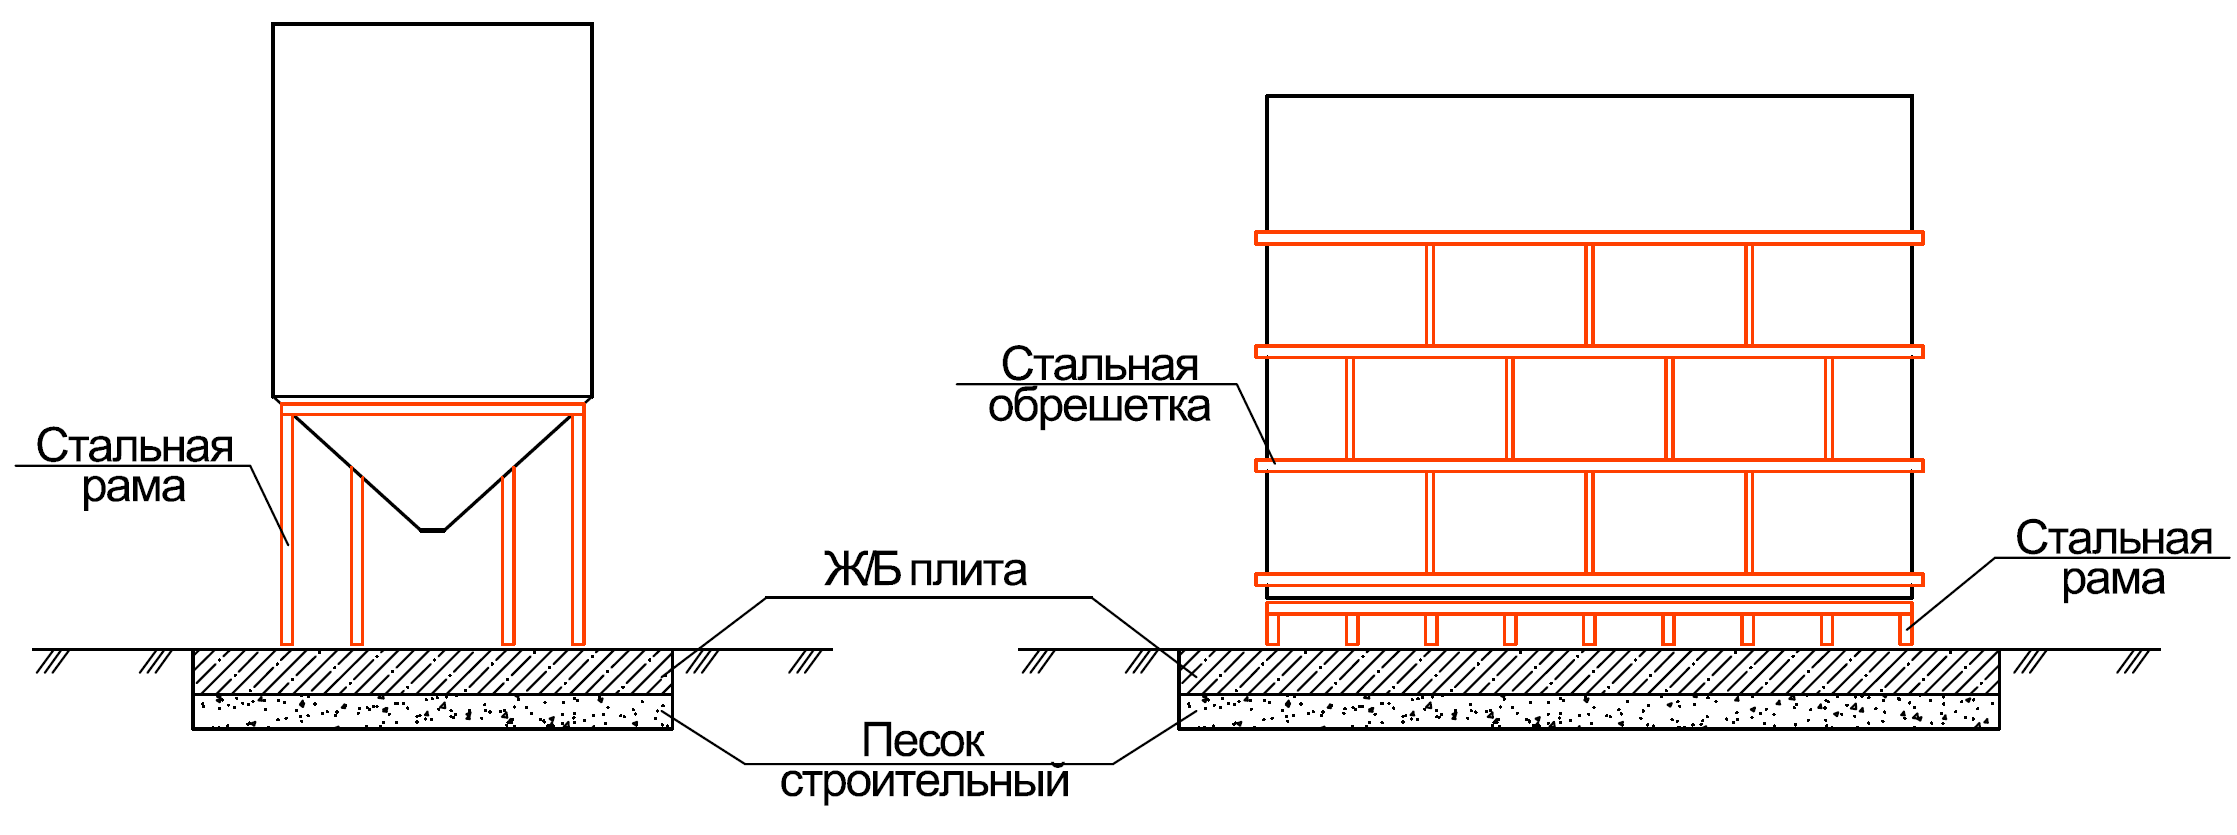 Стальная
обрешетка
Стальная
рама
Стальная
рама
Ж/Б плита
Песок
строительный